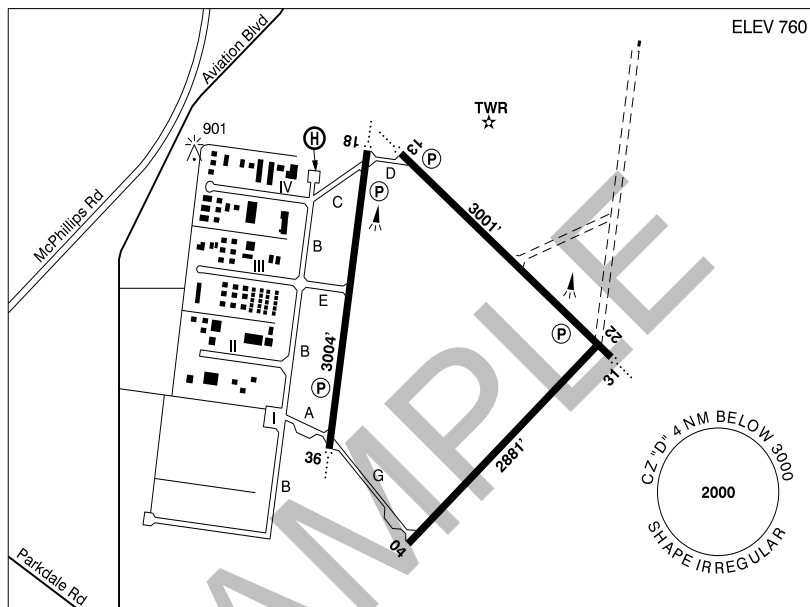 ELEV 760
Aviation Blvd
McPhillips Rd
901
H
TWR
18
13
P
D
P
IV
C
B
3001'
III
E
B
3004'
II
P
P
22
31
A
I
36
G
B
2881'
04
CZ "D" 4 NM BELOW 3000
2000
SHAPE IRREGULAR
Parkdale Rd
SAMPLE